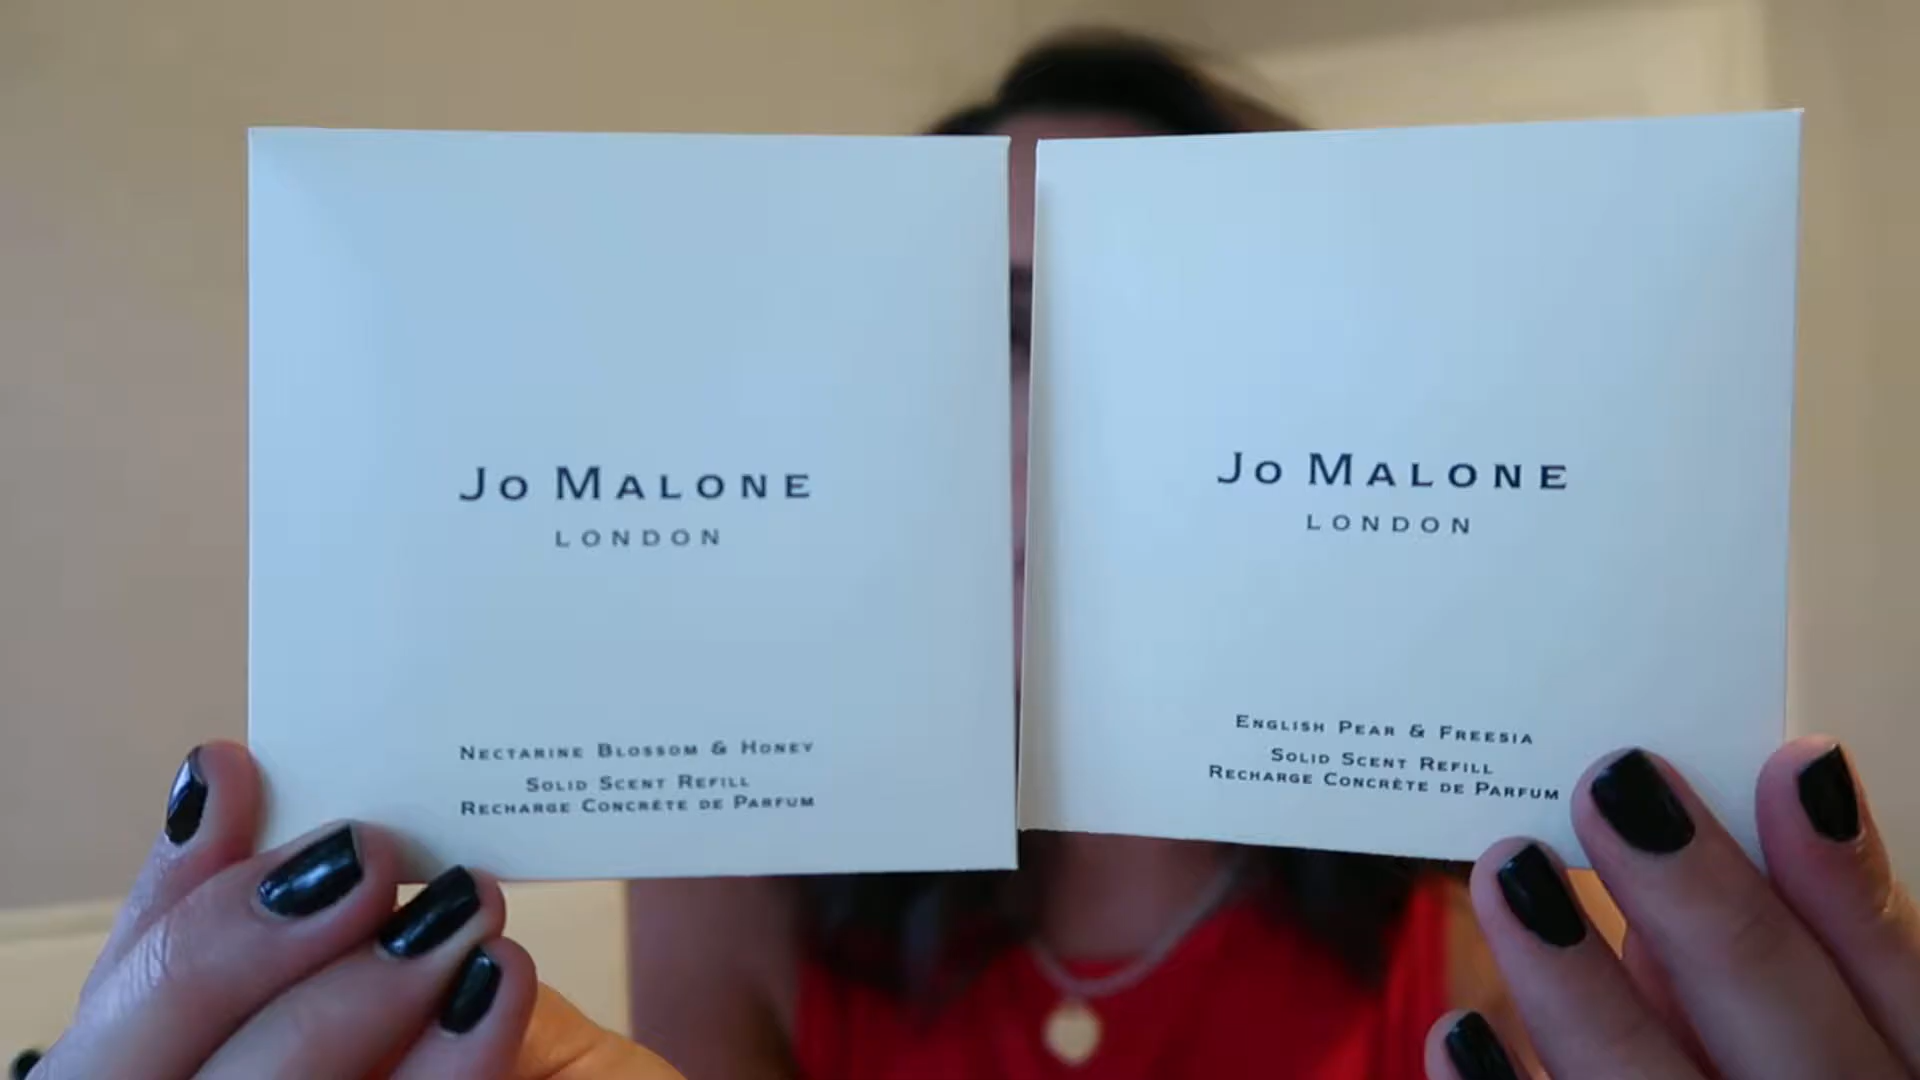 Jo Malone
London
Nectarine Blossom & Honey
Solid Scent Refill
Recharge Concrète de Parfum
Jo Malone
London
English Pear & Freesia
Solid Scent Refill
Recharge Concrète de Parfum